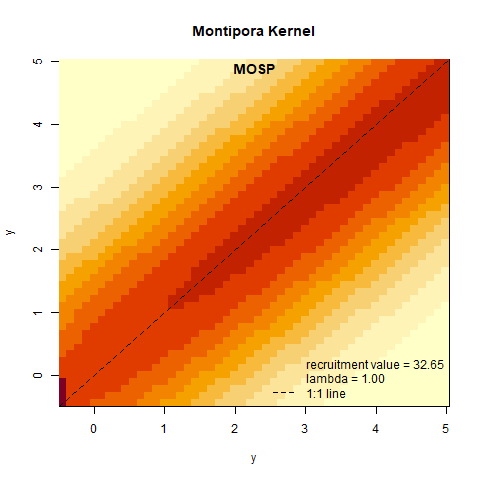 Montipora Kernel
MOSP
5
4
3
2
1
0
y
recruitment value = 32.65
lambda = 1.00
1:1 line
0 1 2 3 4 5
y